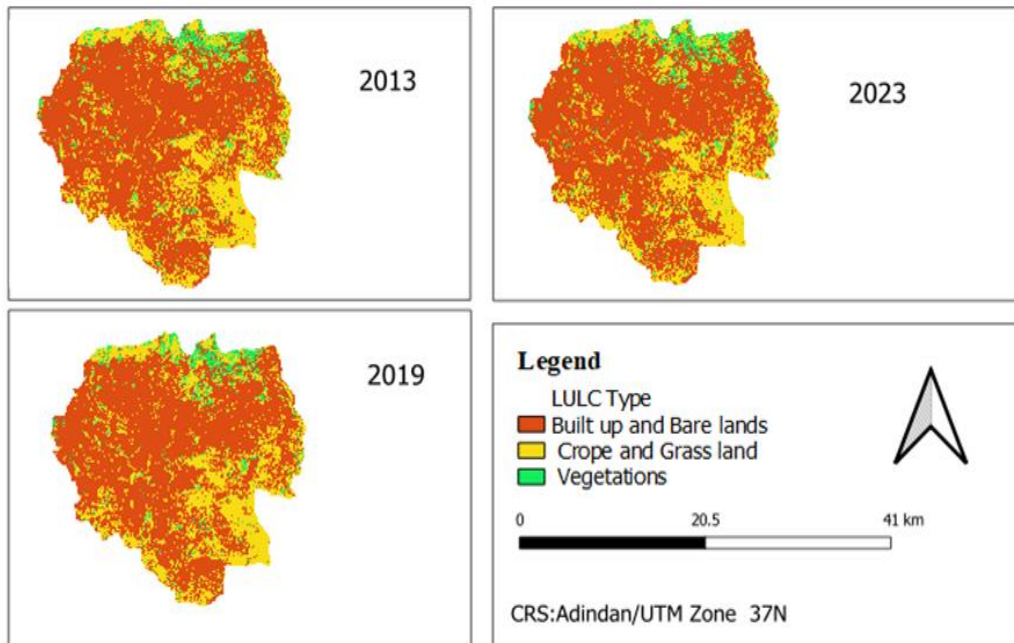 2013
2023
2019
Legend
LULC Type
Built up and Bare lands
Crope and Grass land
Vegetations
0 20.5 41 km
CRS:Adindan/UTM Zone 37N